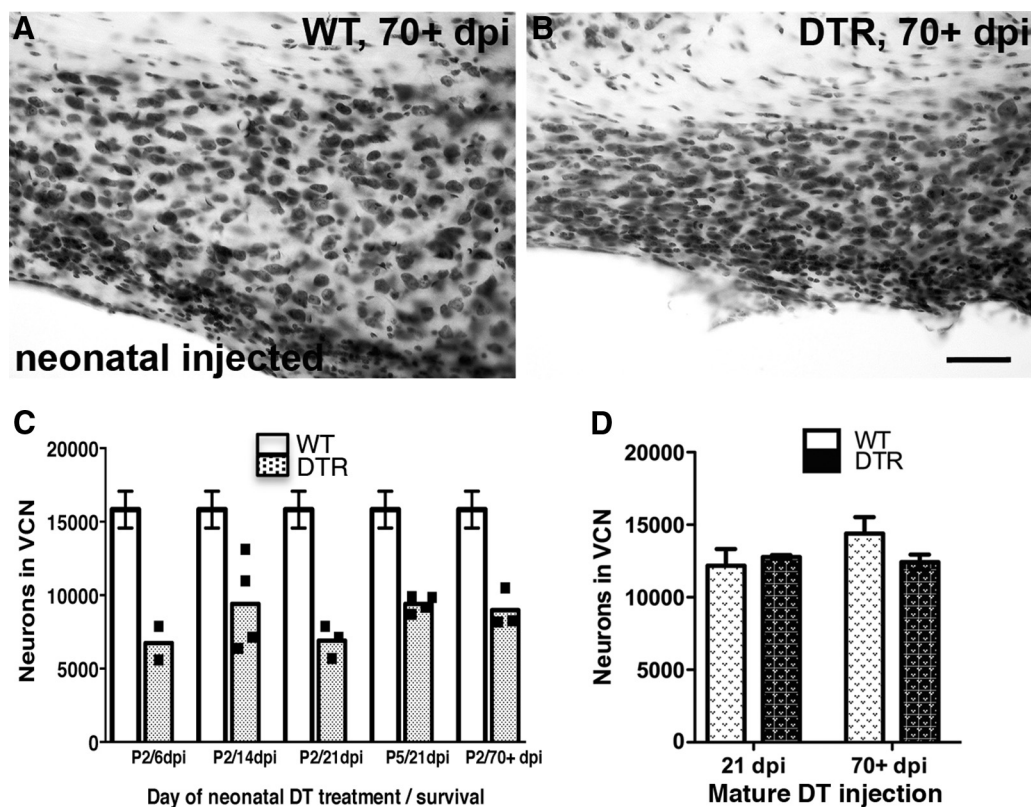 A WT, 70+ dpi
neonatal injected
B DTR, 70+ dpi
C
WT
DTR
Neurons in VCN
20000
15000
10000
5000
0
P2/6dpi P2/14dpi P2/21dpi P5/21dpi P2/70+ dpi
Day of neonatal DT treatment / survival
D
WT
DTR
Neurons in VCN
20000
15000
10000
5000
0
21 dpi 70+ dpi
Mature DT injection